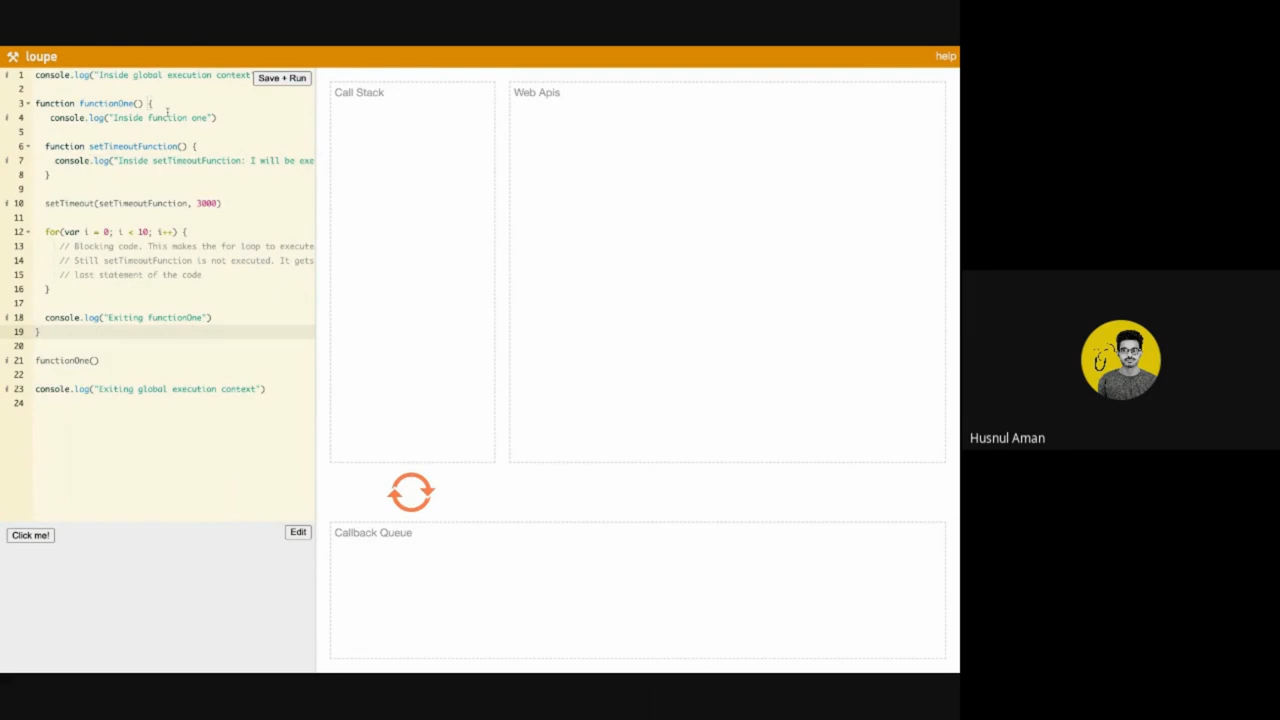 loupe
help
1 console.log("Inside global execution context
Save + Run
2
3 function functionOne() {
4 console.log("Inside function one")
5
6 function setTimeoutFunction() {
7 console.log("Inside setTimeoutFunction: I will be exe
8 }
9
10 setTimeout(setTimeoutFunction, 3000)
11
12 for(var i = 0; i < 10; i++) {
13 // Blocking code. This makes the for loop to execute
14 // Still setTimeoutFunction is not executed. It gets
15 // last statement of the code
16 }
17
18 console.log("Exiting functionOne")
19 }
20
21 functionOne()
22
23 console.log("Exiting global execution context")
24
Click me!
Edit
Call Stack
Web Apis
Callback Queue
Husnul Aman